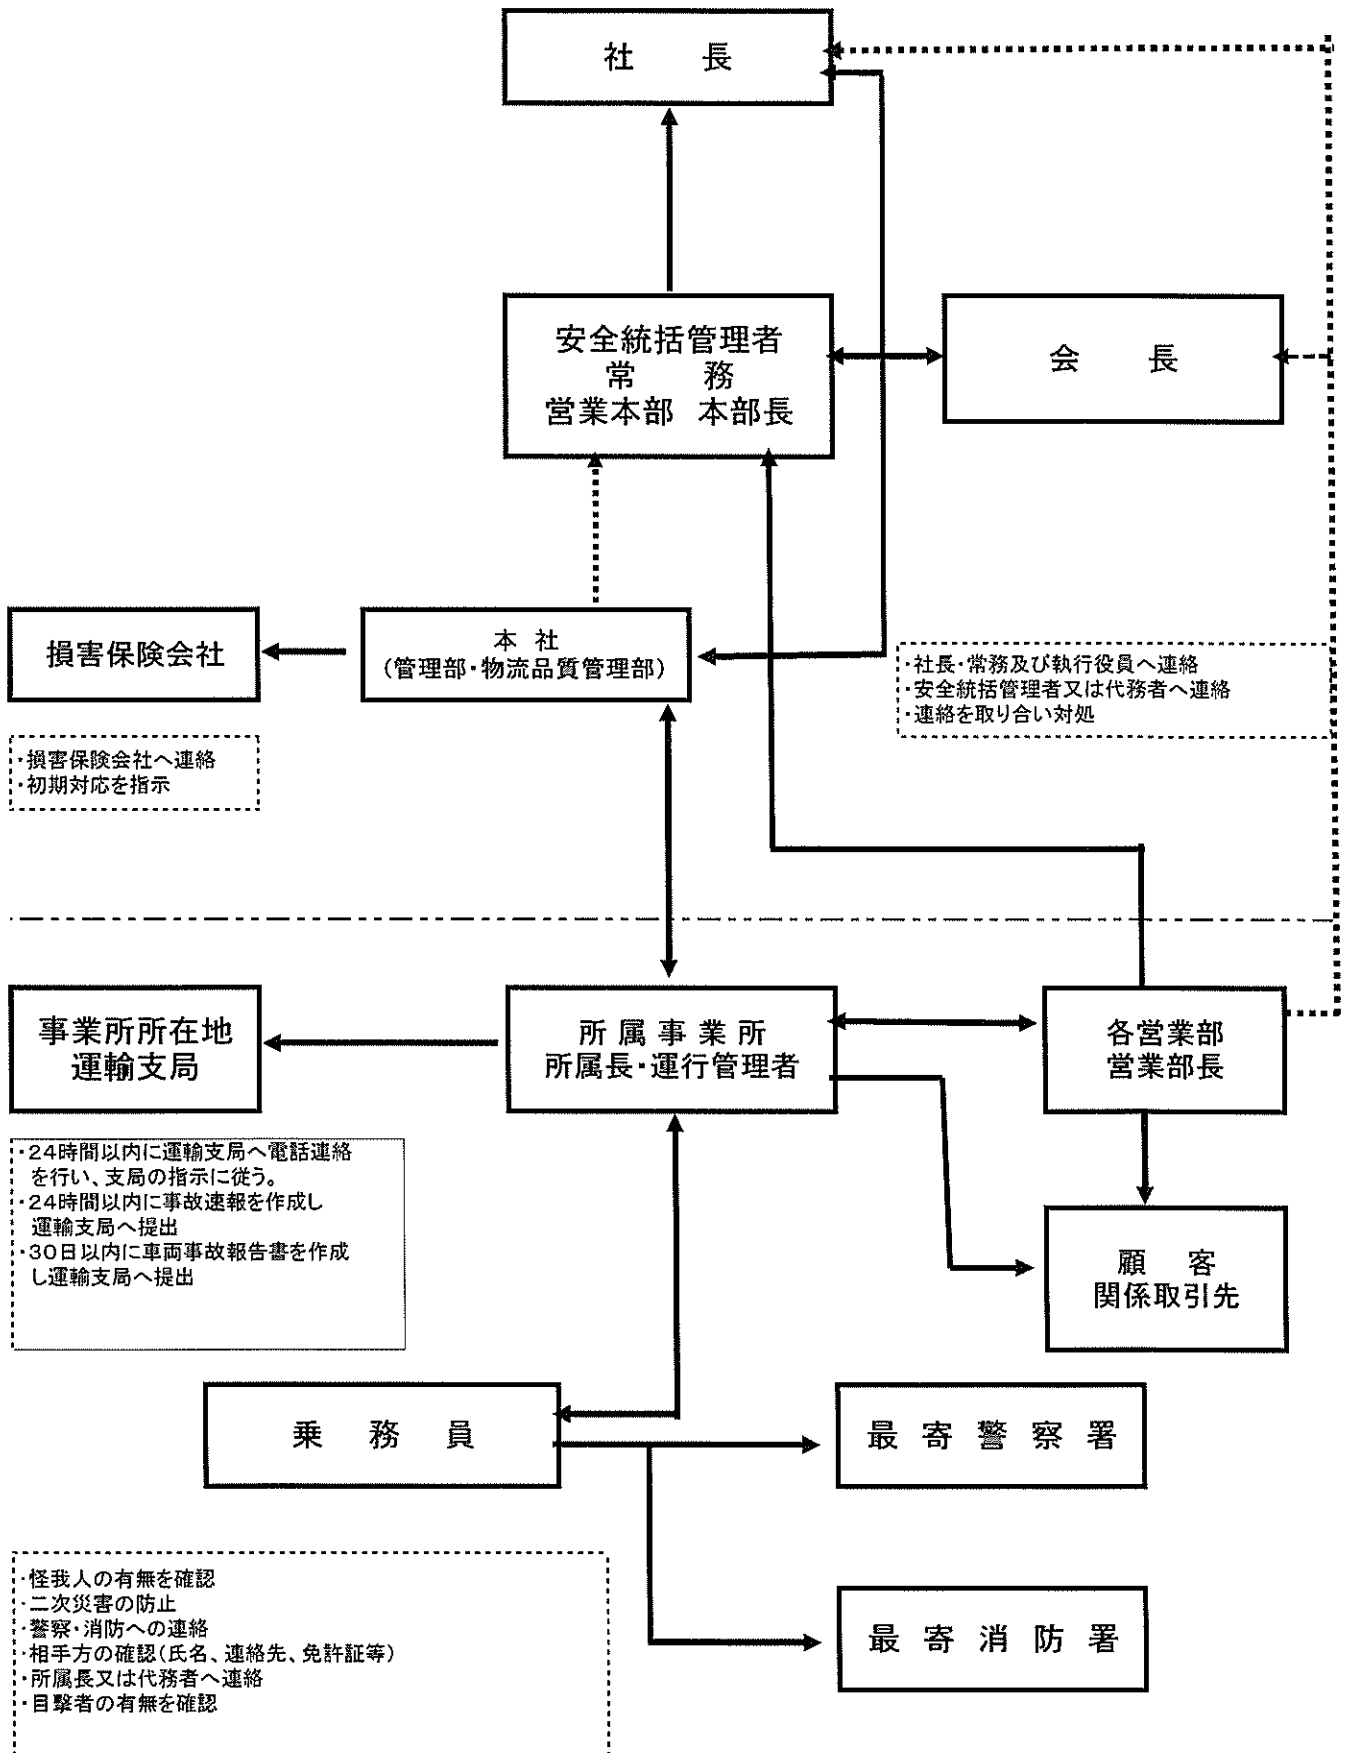 社　　長
安全統括管理者
常　　務
営業本部　本部長
会　　長
損害保険会社
本　社
（管理部・物流品質管理部）
・社長・常務及び執行役員へ連絡
・安全統括管理者又は代務者へ連絡
・連絡を取り合い対処
・損害保険会社へ連絡
・初期対応を指示
事業所所在地
運輸支局
所 属 事 業 所
所属長・運行管理者
各営業部
営業部長
・24時間以内に運輸支局へ電話連絡
を行い、支局の指示に従う。
・24時間以内に事故速報を作成し
運輸支局へ提出
・30日以内に車両事故報告書を作成
し運輸支局へ提出
顧　　客
関係取引先
乗　務　員
最 寄 警 察 署
・怪我人の有無を確認
・二次災害の防止
・警察・消防への連絡
・相手方の確認（氏名、連絡先、免許証等）
・所属長又は代務者へ連絡
・目撃者の有無を確認
最 寄 消 防 署